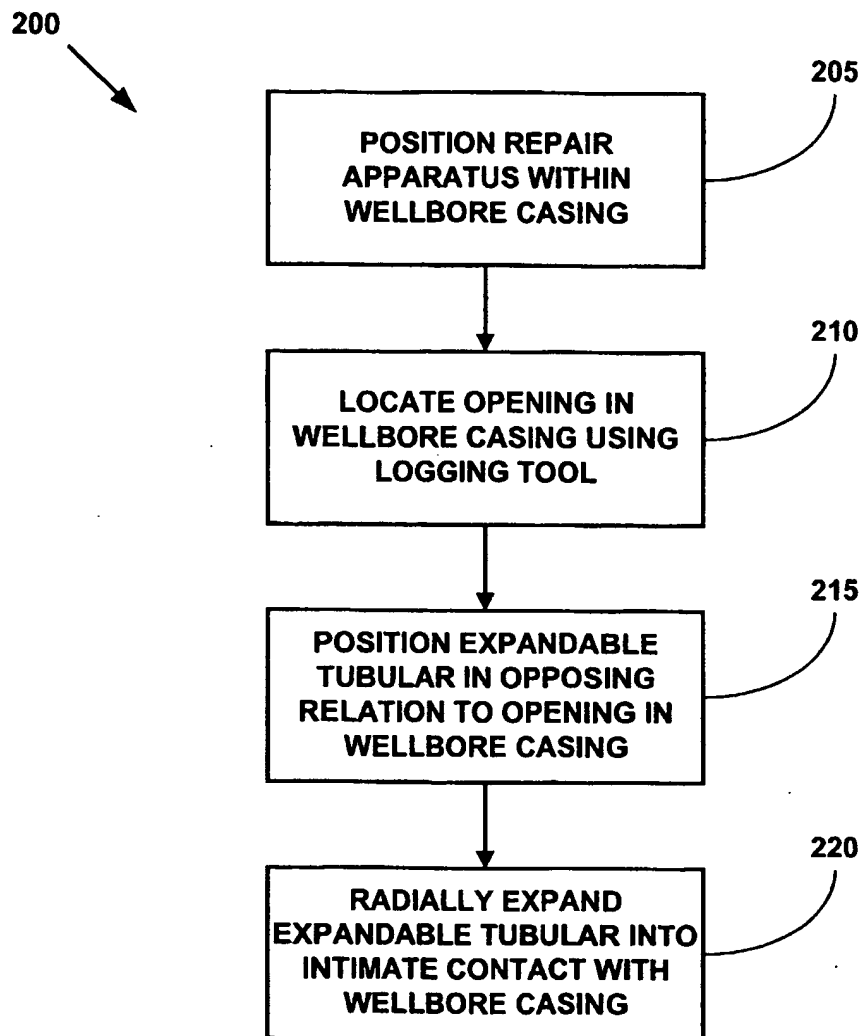 200
205
POSITION REPAIR
APPARATUS WITHIN
WELLBORE CASING
210
LOCATE OPENING IN
WELLBORE CASING USING
LOGGING TOOL
215
POSITION EXPANDABLE
TUBULAR IN OPPOSING
RELATION TO OPENING IN
WELLBORE CASING
220
RADIALLY EXPAND
EXPANDABLE TUBULAR INTO
INTIMATE CONTACT WITH
WELLBORE CASING